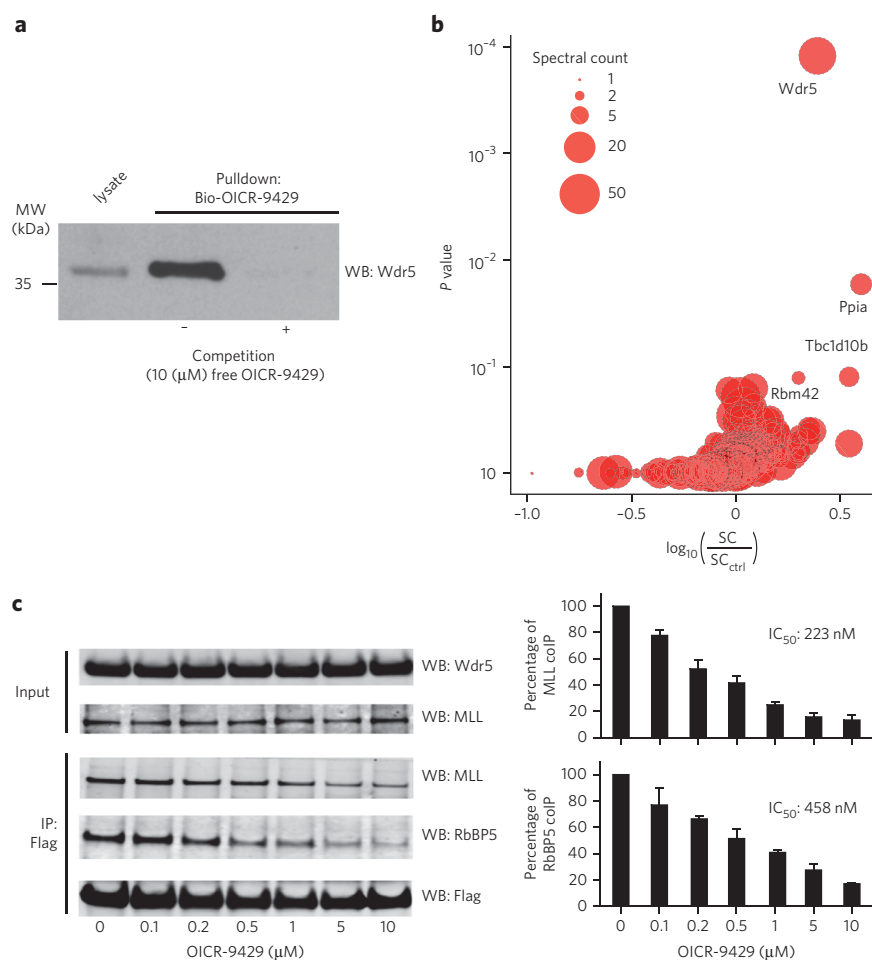 a
lysate
Pulldown:
Bio-OICR-9429
MW
(kDa)
35
WB: Wdr5
– +
Competition
(10 (μM) free OICR-9429)
b
10⁻⁴
10⁻³
10⁻²
10⁻¹
10
P value
Spectral count
1
2
5
20
50
Wdr5
Ppia
Tbc1d10b
Rbm42
–1.0 –0.5 0 0.5
log₁₀(SC/SCctrl)
c
Input
WB: Wdr5
WB: MLL
IP:
Flag
WB: MLL
WB: RbBP5
WB: Flag
0 0.1 0.2 0.5 1 5 10
OICR-9429 (μM)
Percentage of
MLL coIP
100
80
60
40
20
0
IC₅₀: 223 nM
Percentage of
RbBP5 coIP
100
80
60
40
20
0
IC₅₀: 458 nM
0 0.1 0.2 0.5 1 5 10
OICR-9429 (μM)